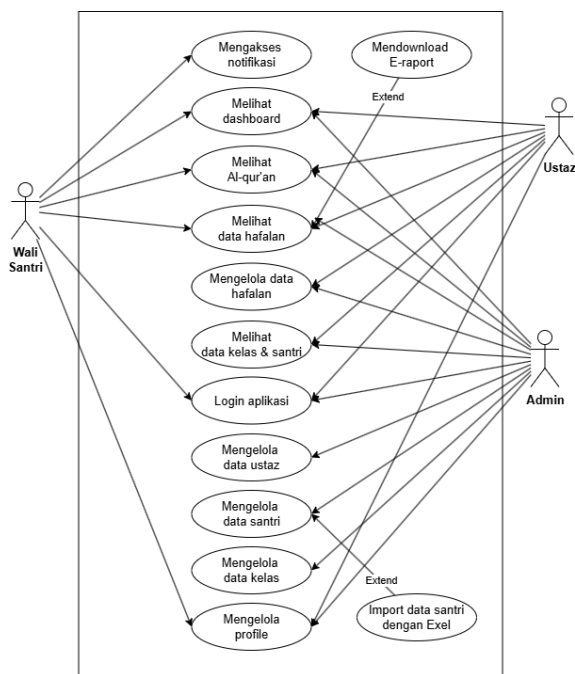 Mengakses
notifikasi
Mendownload
E-raport
Extend
Melihat
dashboard
Ustaz
Melihat
Al-qur'an
Wali
Santri
Melihat
data hafalan
Mengelola data
hafalan
Melihat
data kelas & santri
Admin
Login aplikasi
Mengelola
data ustaz
Mengelola
data santri
Mengelola
data kelas
Extend
Import data santri
dengan Exel
Mengelola
profile